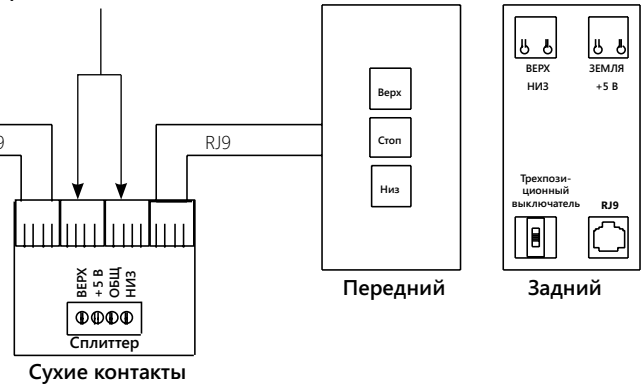 9
RJ9
Верх
Стоп
Низ
Передний
ВЕРХ
НИЗ
ЗЕМЛЯ
+5 В
Трехпози-
ционный
выключатель
RJ9
Задний
ВЕРХ
+5 В
ОБЩ
НИЗ
Сплиттер
Сухие контакты